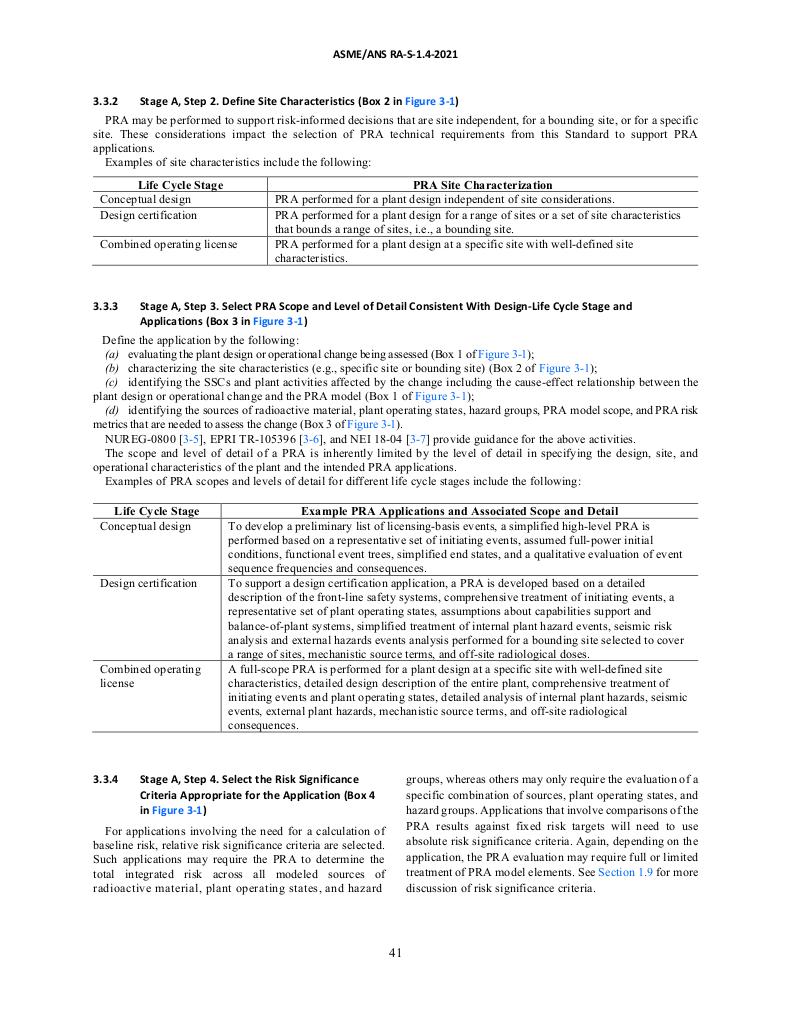 ASME/ANS RA-S-1.4-2021
3.3.2 Stage A, Step 2. Define Site Characteristics (Box 2 in Figure 3-1)
PRA may be performed to support risk-informed decisions that are site independent, for a bounding site, or for a specific
site. These considerations impact the selection of PRA technical requirements from this Standard to support PRA
applications.
Examples of site characteristics include the following:
Life Cycle Stage PRA Site Characterization
Conceptual design PRA performed for a plant design independent of site considerations.
Design certification PRA performed for a plant design for a range of sites or a set of site characteristics
that bounds a range of sites, i.e., a bounding site.
Combined operating license PRA performed for a plant design at a specific site with well-defined site
characteristics.
3.3.3 Stage A, Step 3. Select PRA Scope and Level of Detail Consistent With Design-Life Cycle Stage and
Applications (Box 3 in Figure 3-1)
Define the application by the following:
(a) evaluating the plant design or operational change being assessed (Box 1 of Figure 3-1);
(b) characterizing the site characteristics (e.g., specific site or bounding site) (Box 2 of Figure 3-1);
(c) identifying the SSCs and plant activities affected by the change including the cause-effect relationship between the
plant design or operational change and the PRA model (Box 1 of Figure 3-1);
(d) identifying the sources of radioactive material, plant operating states, hazard groups, PRA model scope, and PRA risk
metrics that are needed to assess the change (Box 3 of Figure 3-1).
NUREG-0800 [3-5], EPRI TR-105396 [3-6], and NEI 18-04 [3-7] provide guidance for the above activities.
The scope and level of detail of a PRA is inherently limited by the level of detail in specifying the design, site, and
operational characteristics of the plant and the intended PRA applications.
Examples of PRA scopes and levels of detail for different life cycle stages include the following:
Life Cycle Stage Example PRA Applications and Associated Scope and Detail
Conceptual design To develop a preliminary list of licensing-basis events, a simplified high-level PRA is
performed based on a representative set of initiating events, assumed full-power initial
conditions, functional event trees, simplified end states, and a qualitative evaluation of event
sequence frequencies and consequences.
Design certification To support a design certification application, a PRA is developed based on a detailed
description of the front-line safety systems, comprehensive treatment of initiating events, a
representative set of plant operating states, assumptions about capabilities support and
balance-of-plant systems, simplified treatment of internal plant hazard events, seismic risk
analysis and external hazards events analysis performed for a bounding site selected to cover
a range of sites, mechanistic source terms, and off-site radiological doses.
Combined operating A full-scope PRA is performed for a plant design at a specific site with well-defined site
license characteristics, detailed design description of the entire plant, comprehensive treatment of
initiating events and plant operating states, detailed analysis of internal plant hazards, seismic
events, external plant hazards, mechanistic source terms, and off-site radiological
consequences.
3.3.4 Stage A, Step 4. Select the Risk Significance
Criteria Appropriate for the Application (Box 4
in Figure 3-1)
For applications involving the need for a calculation of
baseline risk, relative risk significance criteria are selected.
Such applications may require the PRA to determine the
total integrated risk across all modeled sources of
radioactive material, plant operating states, and hazard
groups, whereas others may only require the evaluation of a
specific combination of sources, plant operating states, and
hazard groups. Applications that involve comparisons of the
PRA results against fixed risk targets will need to use
absolute risk significance criteria. Again, depending on the
application, the PRA evaluation may require full or limited
treatment of PRA model elements. See Section 1.9 for more
discussion of risk significance criteria.
41